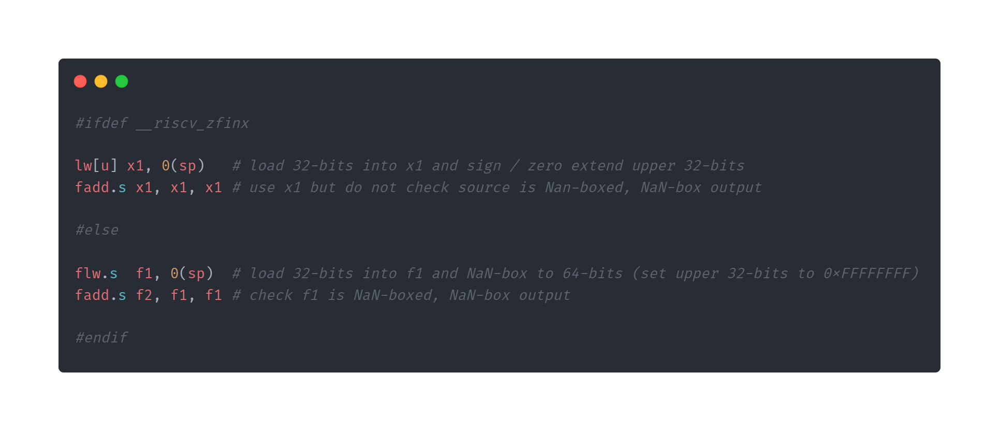 #ifdef __riscv_zfinx
lw[u] x1, 0(sp)   # load 32-bits into x1 and sign / zero extend upper 32-bits
fadd.s x1, x1, x1 # use x1 but do not check source is Nan-boxed, NaN-box output
#else
flw.s  f1, 0(sp)  # load 32-bits into f1 and NaN-box to 64-bits (set upper 32-bits to 0×FFFFFFFF)
fadd.s f2, f1, f1 # check f1 is NaN-boxed, NaN-box output
#endif